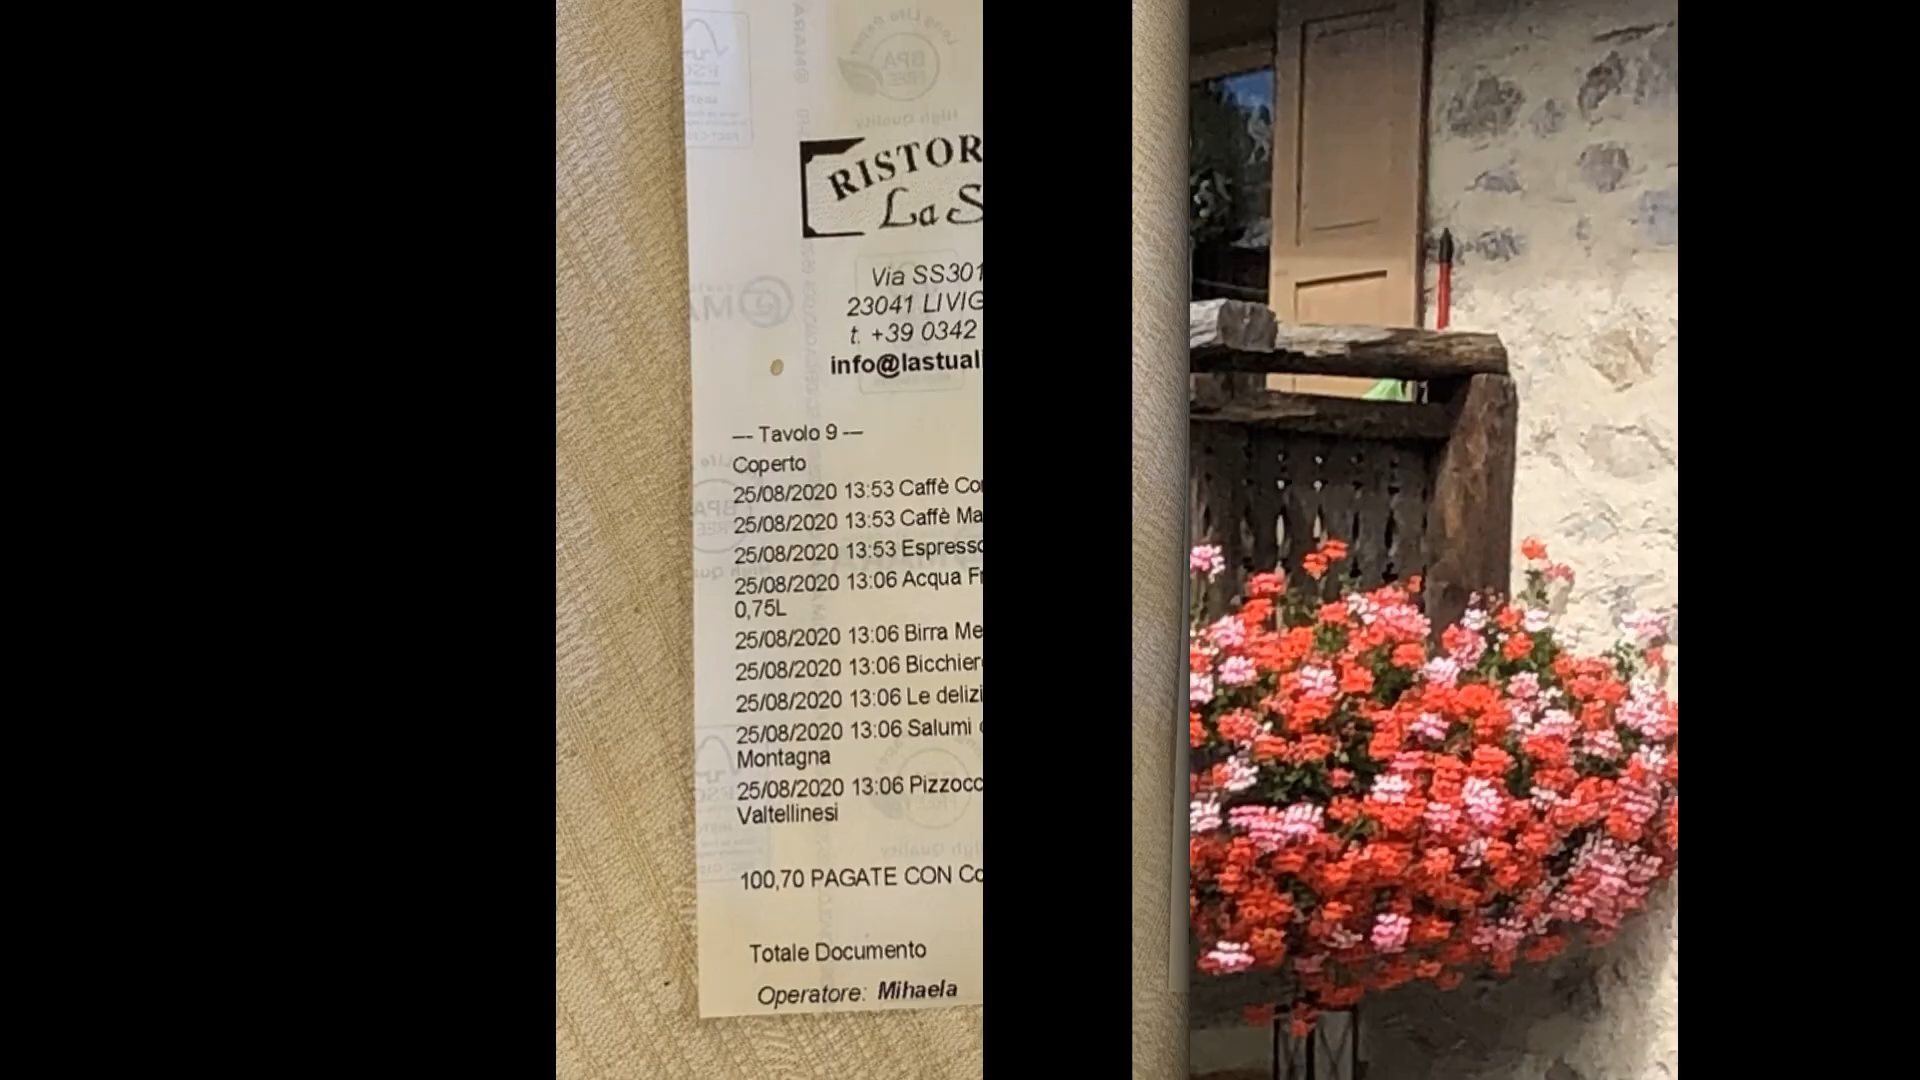 RISTOR
La S
Via SS301
23041 LIVIG
t. +39 0342
info@lastual
--- Tavolo 9 ---
Coperto
25/08/2020 13:53 Caffè Co
25/08/2020 13:53 Caffè Ma
25/08/2020 13:53 Espresso
25/08/2020 13:06 Acqua Fr
0,75L
25/08/2020 13:06 Birra Me
25/08/2020 13:06 Bicchier
25/08/2020 13:06 Le delizi
25/08/2020 13:06 Salumi
Montagna
25/08/2020 13:06 Pizzocc
Valtellinesi
100,70 PAGATE CON Co
Totale Documento
Operatore: Mihaela